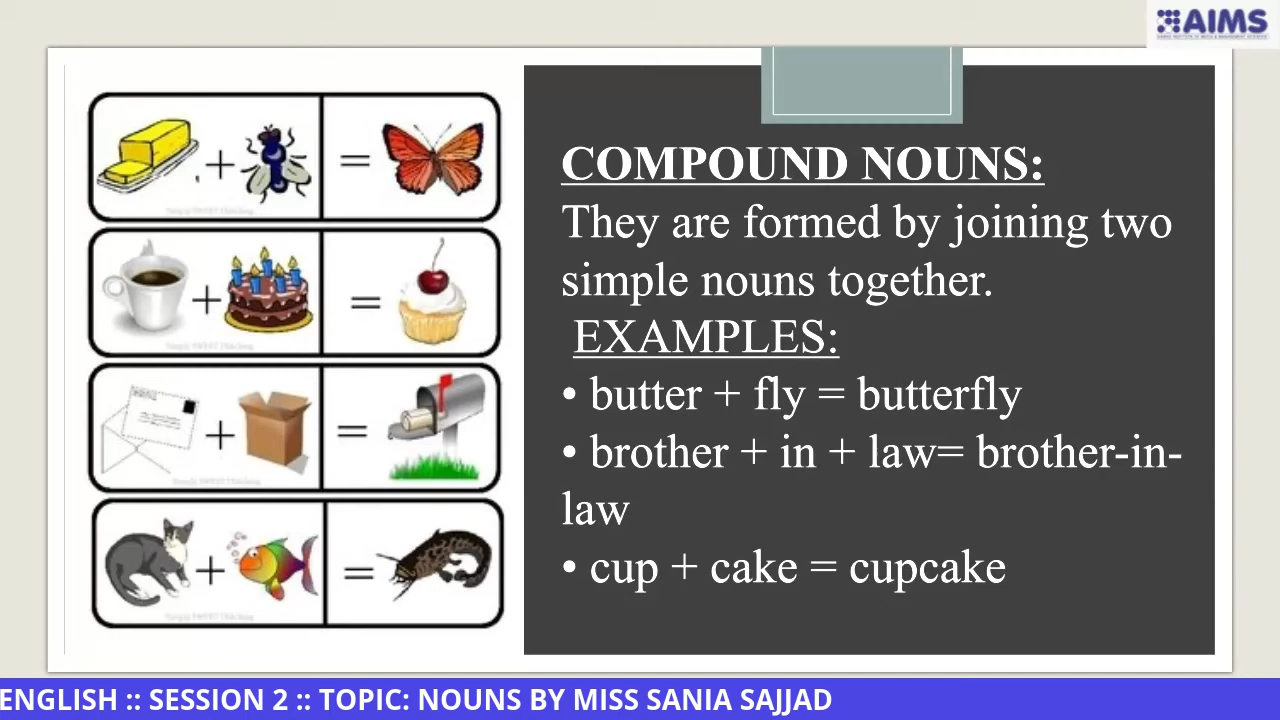 AIMS
COMPOUND NOUNS:
They are formed by joining two
simple nouns together.
EXAMPLES:
• butter + fly = butterfly
• brother + in + law= brother-in-
law
• cup + cake = cupcake
ENGLISH :: SESSION 2 :: TOPIC: NOUNS BY MISS SANIA SAJJAD